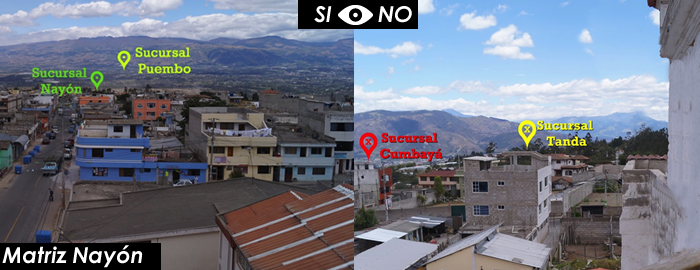 SI NO
Sucursal
Puembo
Sucursal
Nayón
Sucursal
Cumbayá
Sucursal
Tanda
Matriz Nayón